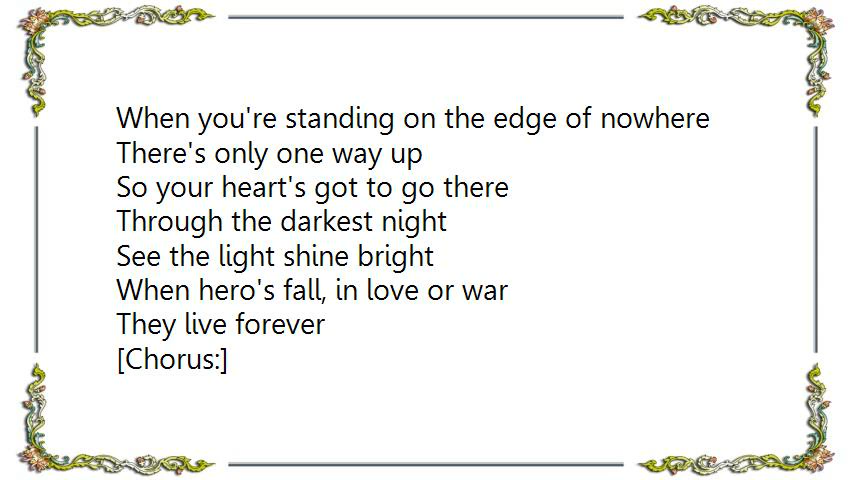 When you're standing on the edge of nowhere
There's only one way up
So your heart's got to go there
Through the darkest night
See the light shine bright
When hero's fall, in love or war
They live forever
[Chorus:]